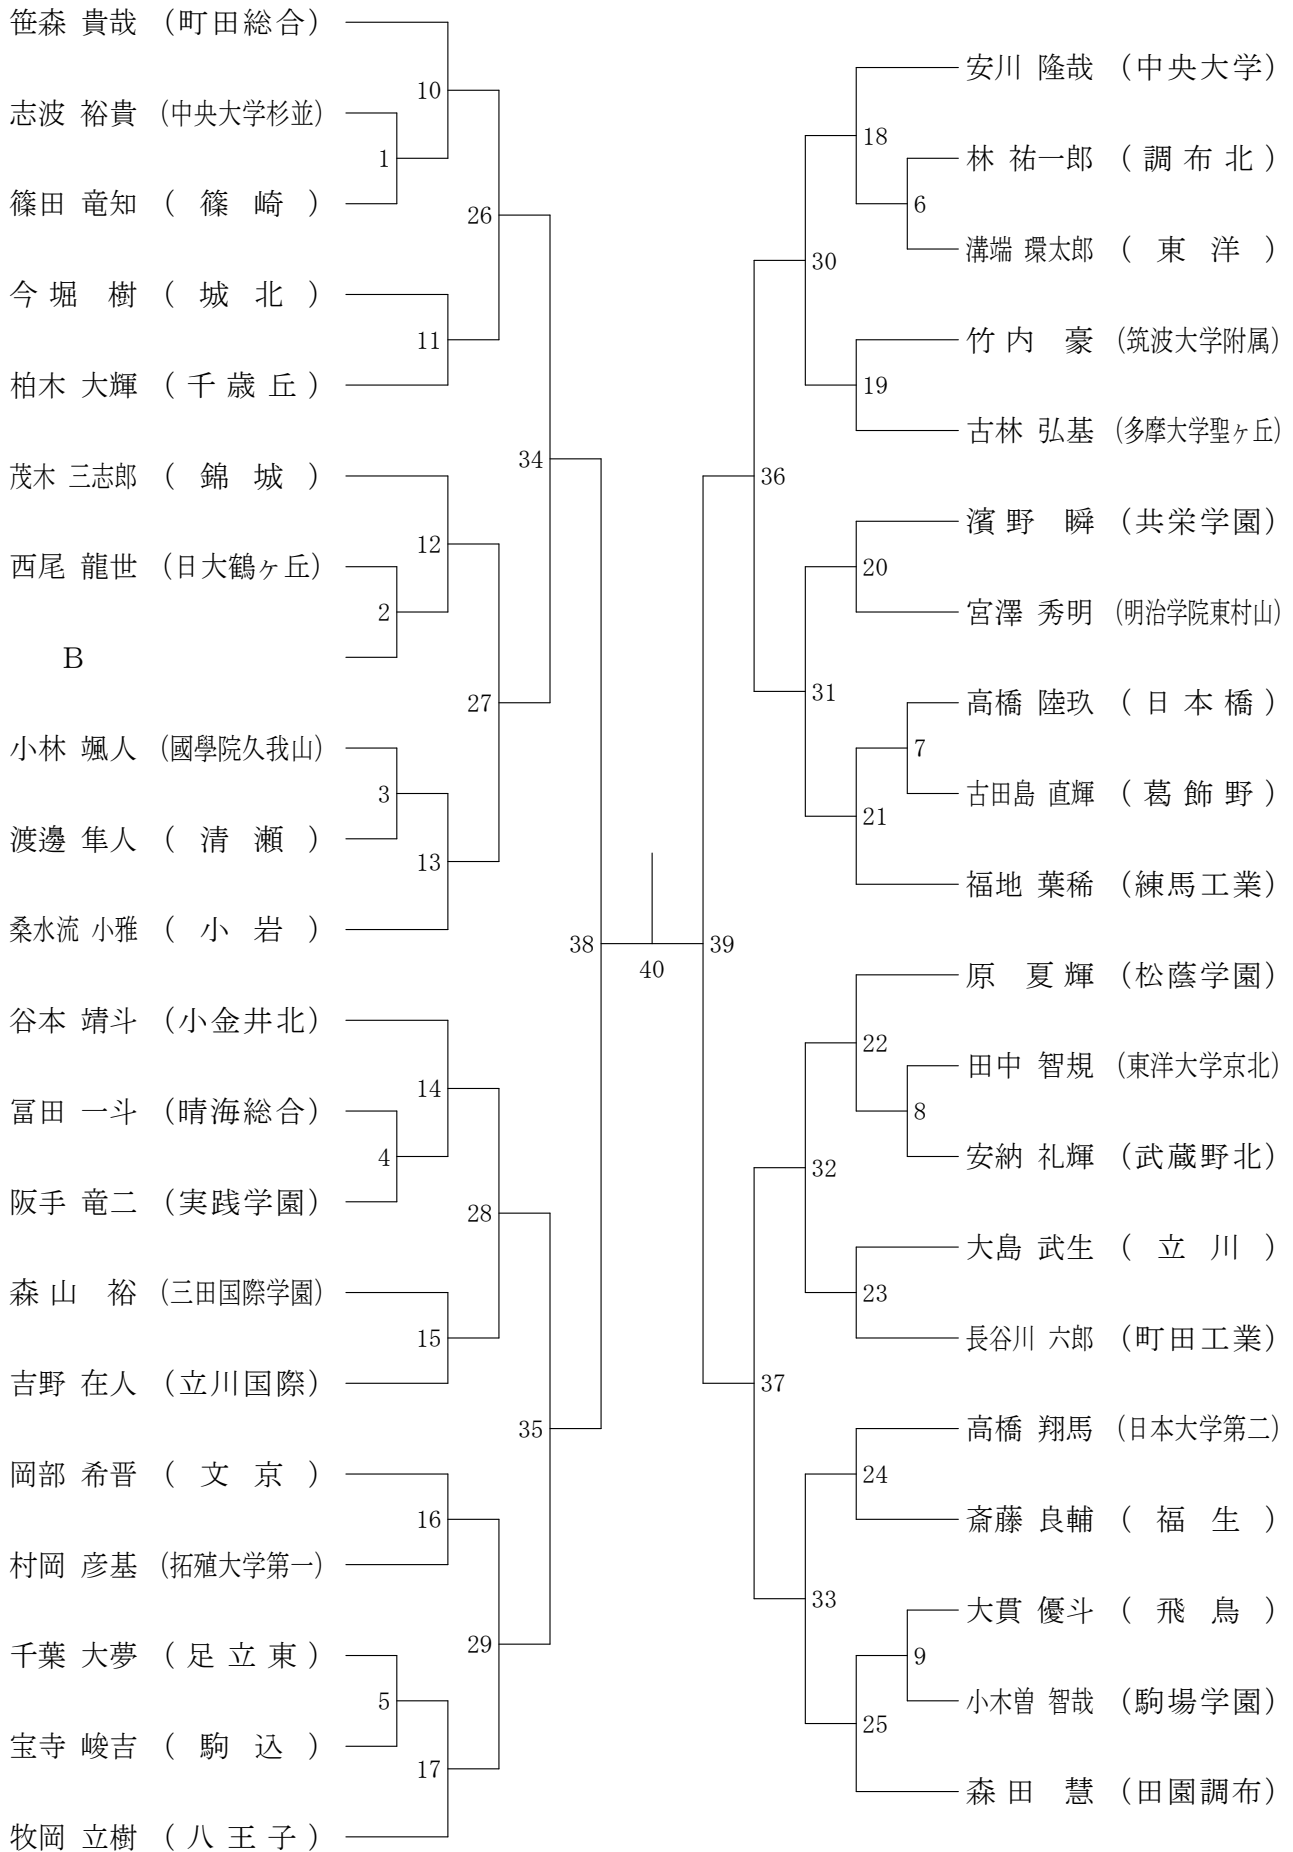 笹森 貴哉 （町田総合）
志波 裕貴 （中央大学杉並）
篠田 竜知 （ 篠 崎 ）
今 堀 樹 （ 城 北 ）
柏木 大輝 （ 千 歳 丘 ）
茂木 三志郎 （ 錦 城 ）
西尾 龍世 （日大鶴ヶ丘）
B
小林 颯人 （國學院久我山）
渡邊 隼人 （ 清 瀬 ）
桑水流 小雅 （ 小 岩 ）
谷本 靖斗 （小金井北）
冨田 一斗 （晴海総合）
阪手 竜二 （実践学園）
森 山 裕 （三田国際学園）
吉野 在人 （立川国際）
岡部 希晋 （ 文 京 ）
村岡 彦基 （拓殖大学第一）
千葉 大夢 （ 足 立 東 ）
宝寺 峻吉 （ 駒 込 ）
牧岡 立樹 （ 八 王 子 ）
1
2
3
4
5
10
11
12
13
14
15
16
17
26
27
28
29
34
35
38
40
39
36
37
30
31
32
33
18
19
20
21
22
23
24
25
6
7
8
9
安川 隆哉 （中央大学）
林 祐一郎 （ 調 布 北 ）
溝端 環太郎 （ 東 洋 ）
竹 内 豪 （筑波大学附属）
古林 弘基 （多摩大学聖ヶ丘）
濱 野 瞬 （共栄学園）
宮澤 秀明 （明治学院東村山）
高橋 陸玖 （ 日 本 橋 ）
古田島 直輝 （ 葛 飾 野 ）
福地 葉稀 （練馬工業）
原 夏 輝 （松蔭学園）
田中 智規 （東洋大学京北）
安納 礼輝 （武蔵野北）
大島 武生 （ 立 川 ）
長谷川 六郎 （町田工業）
高橋 翔馬 （日本大学第二）
斎藤 良輔 （ 福 生 ）
大貫 優斗 （ 飛 鳥 ）
小木曽 智哉 （駒場学園）
森 田 慧 （田園調布）